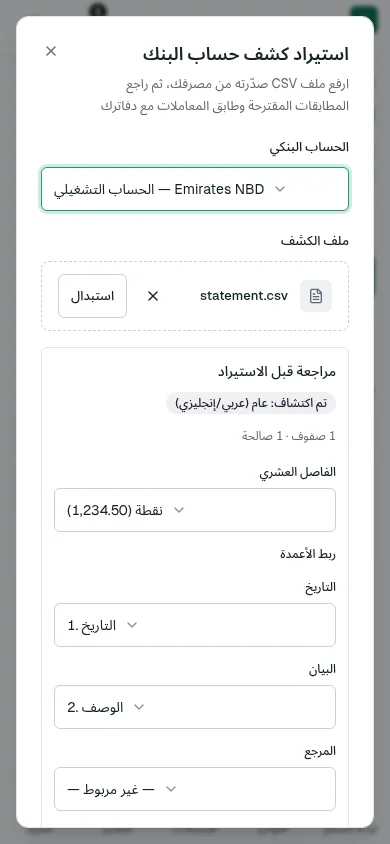 استيراد كشف حساب البنك
ارفع ملف CSV صدّرته من مصرفك، ثم راجع
المطابقات المقترحة وطابق المعاملات مع دفاترك
الحساب البنكي
Emirates NBD — الحساب التشغيلي
ملف الكشف
statement.csv
استبدال
مراجعة قبل الاستيراد
تم اكتشاف: عام (عربي/إنجليزي)
1 صفوف · 1 صالحة
الفاصل العشري
نقطة (1,234.50)
ربط الأعمدة
التاريخ
1. التاريخ
البيان
2. الوصف
المرجع
— غير مربوط —